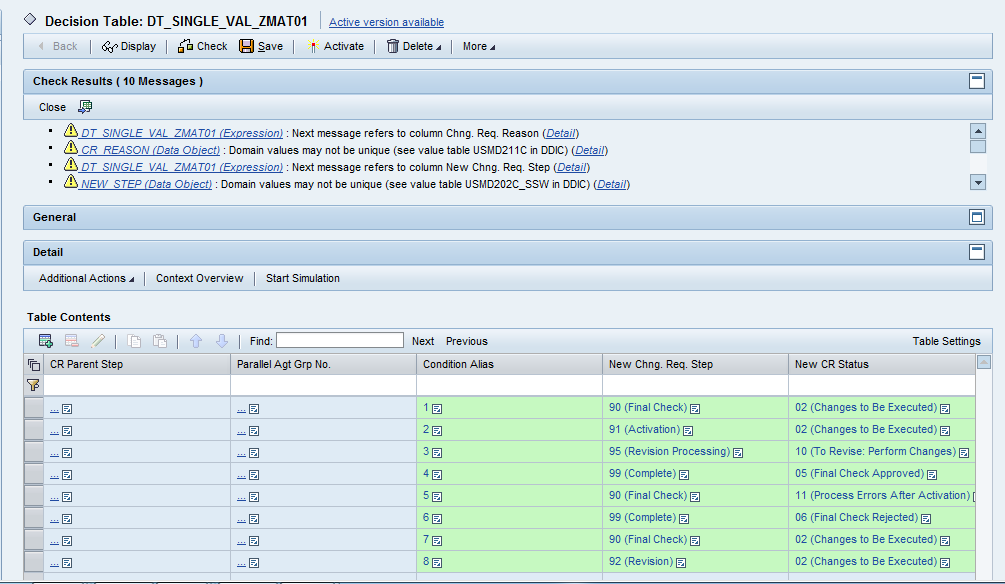 Decision Table: DT_SINGLE_VAL_ZMAT01 Active version available
Back Display Check Save Activate Delete More
Check Results ( 10 Messages )
Close
DT_SINGLE_VAL_ZMAT01 (Expression) : Next message refers to column Chng. Req. Reason (Detail)
CR_REASON (Data Object) : Domain values may not be unique (see value table USMD211C in DDIC) (Detail)
DT_SINGLE_VAL_ZMAT01 (Expression) : Next message refers to column New Chng. Req. Step (Detail)
NEW_STEP (Data Object) : Domain values may not be unique (see value table USMD202C_SSW in DDIC) (Detail)
General
Detail
Additional Actions Context Overview Start Simulation
Table Contents
Find: Next Previous Table Settings
CR Parent Step Parallel Agt Grp No. Condition Alias New Chng. Req. Step New CR Status
... ... 1 90 (Final Check) 02 (Changes to Be Executed)
... ... 2 91 (Activation) 02 (Changes to Be Executed)
... ... 3 95 (Revision Processing) 10 (To Revise: Perform Changes)
... ... 4 99 (Complete) 05 (Final Check Approved)
... ... 5 90 (Final Check) 11 (Process Errors After Activation)
... ... 6 99 (Complete) 06 (Final Check Rejected)
... ... 7 90 (Final Check) 02 (Changes to Be Executed)
... ... 8 92 (Revision) 02 (Changes to Be Executed)